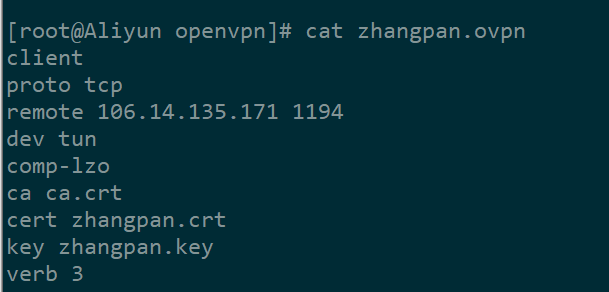 [root@Aliyun openvpn]# cat zhangpan.ovpn
client
proto tcp
remote 106.14.135.171 1194
dev tun
comp-lzo
ca ca.crt
cert zhangpan.crt
key zhangpan.key
verb 3